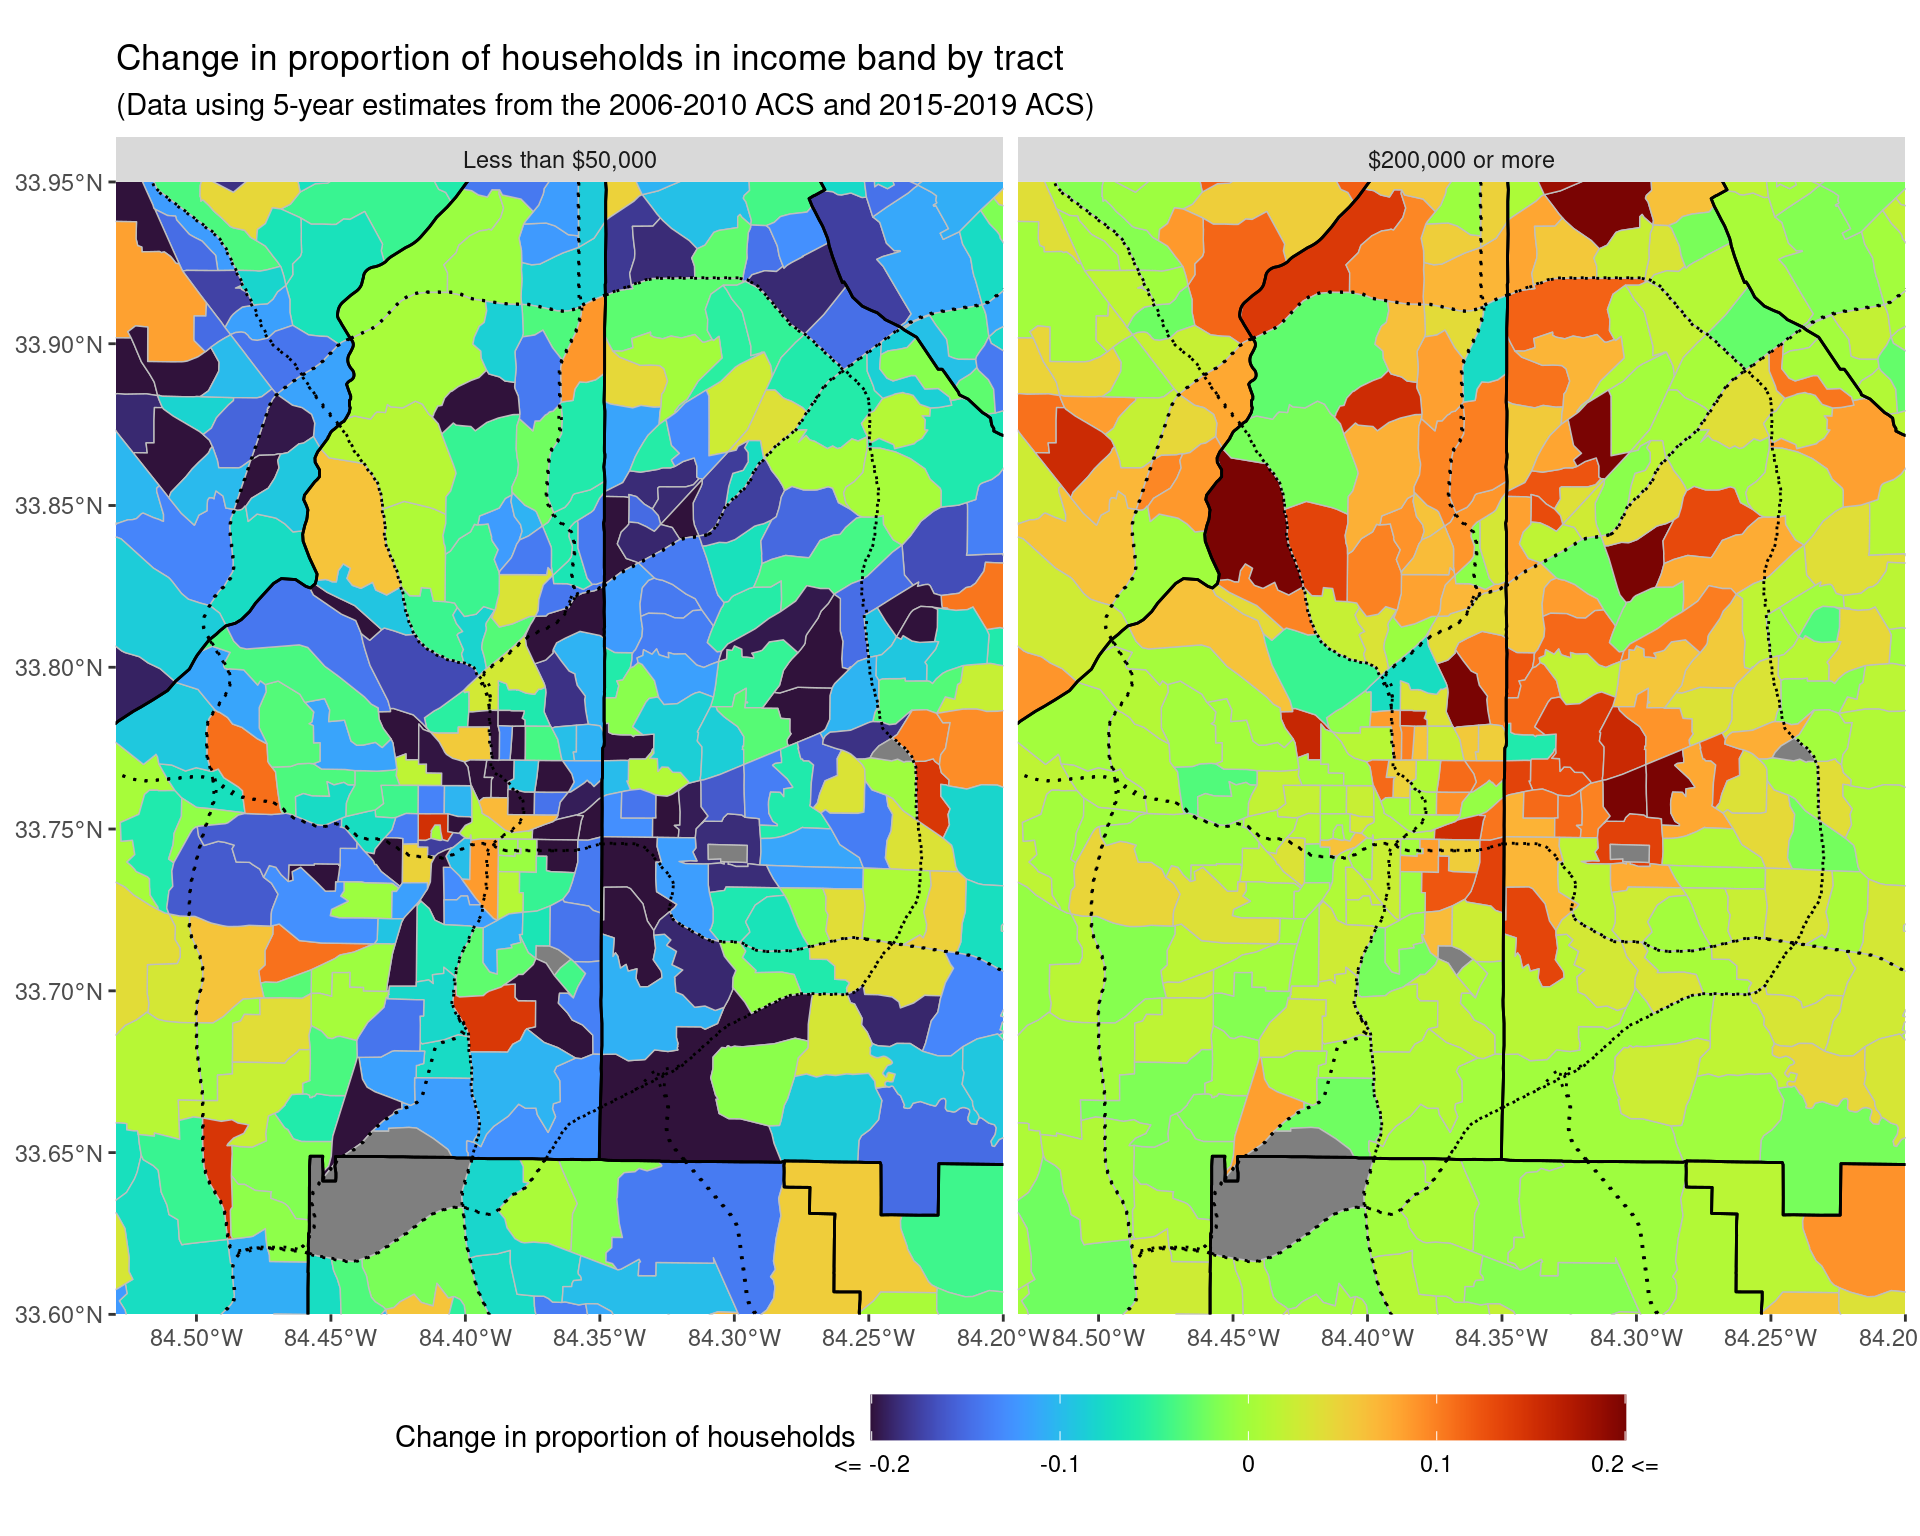 Change in proportion of households in income band by tract
(Data using 5-year estimates from the 2006-2010 ACS and 2015-2019 ACS)
Less than $50,000
$200,000 or more
33.95°N
33.90°N
33.85°N
33.80°N
33.75°N
33.70°N
33.65°N
33.60°N
84.50°W 84.45°W 84.40°W 84.35°W 84.30°W 84.25°W 84.20°W
84.50°W 84.45°W 84.40°W 84.35°W 84.30°W 84.25°W 84.20
Change in proportion of households
<= -0.2 -0.1 0 0.1 0.2 <=